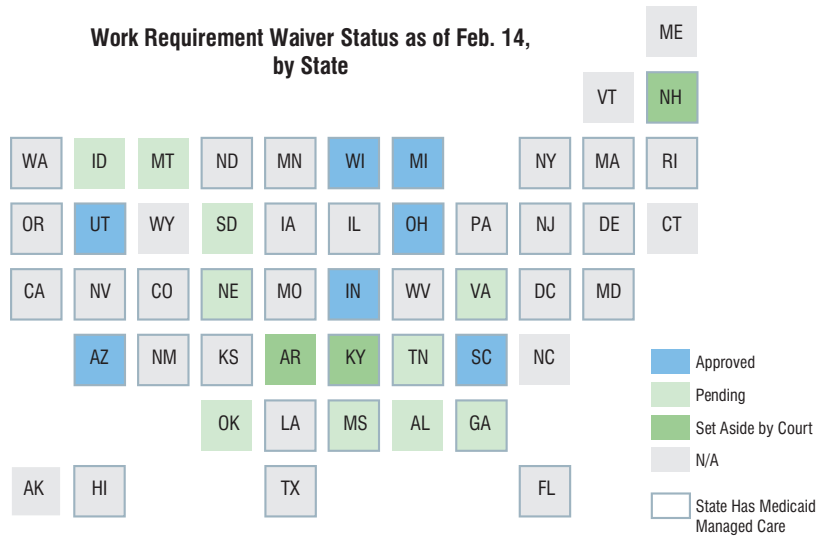 Work Requirement Waiver Status as of Feb. 14,
by State
ME
VT NH
WA ID MT ND MN WI MI NY MA RI
OR UT WY SD IA IL OH PA NJ DE CT
CA NV CO NE MO IN WV VA DC MD
AZ NM KS AR KY TN SC NC
OK LA MS AL GA
AK HI TX FL
Approved
Pending
Set Aside by Court
N/A
State Has Medicaid
Managed Care